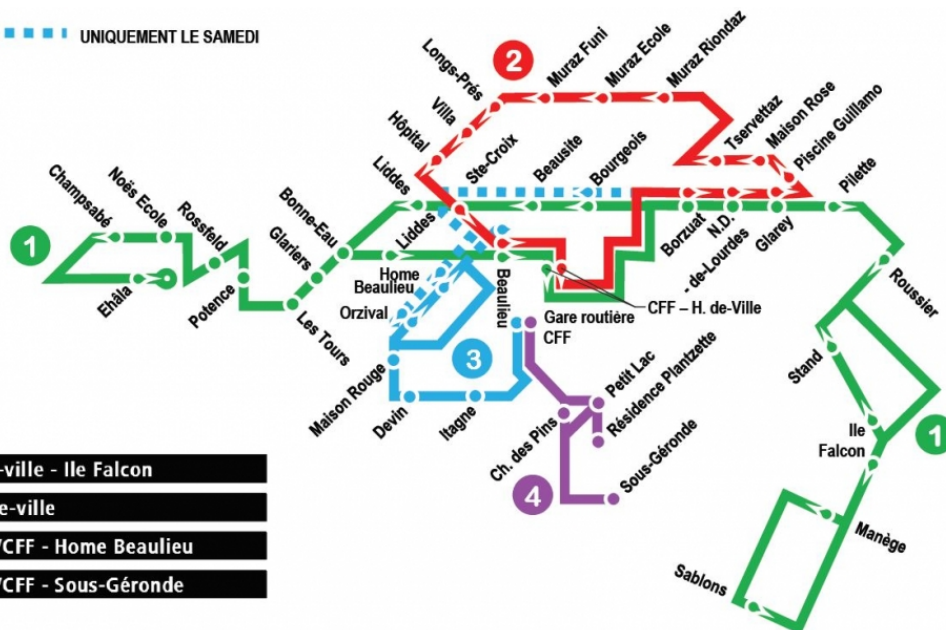 UNIQUEMENT LE SAMEDI
2
Longs-Prés
Muraz Funi
Muraz Ecole
Muraz Riondaz
Villa
Hôpital
Tservettaz
Maison Rose
Piscine Guillamo
Liddes
Ste-Croix
Beausite
Bourgeois
Pilette
Champsabé
Noës Ecole
Rossfeld
Bonne-Eau
Glariers
1
Ehâla
Potence
Les Tours
Liddes
Home
Beaulieu
Orzival
Beaulieu
Borzuat
N.D.
- de-Lourdes
Glarey
Roussier
Gare routière
CFF
CFF – H. de-Ville
3
Maison Rouge
Devin
Itagne
Petit Lac
Résidence Plantzette
Ch. des Pins
Sous-Géronde
4
Stand
Ile
Falcon
1
Manège
Sablons
-ville - Ile Falcon
e-ville
/CFF - Home Beaulieu
/CFF - Sous-Géronde